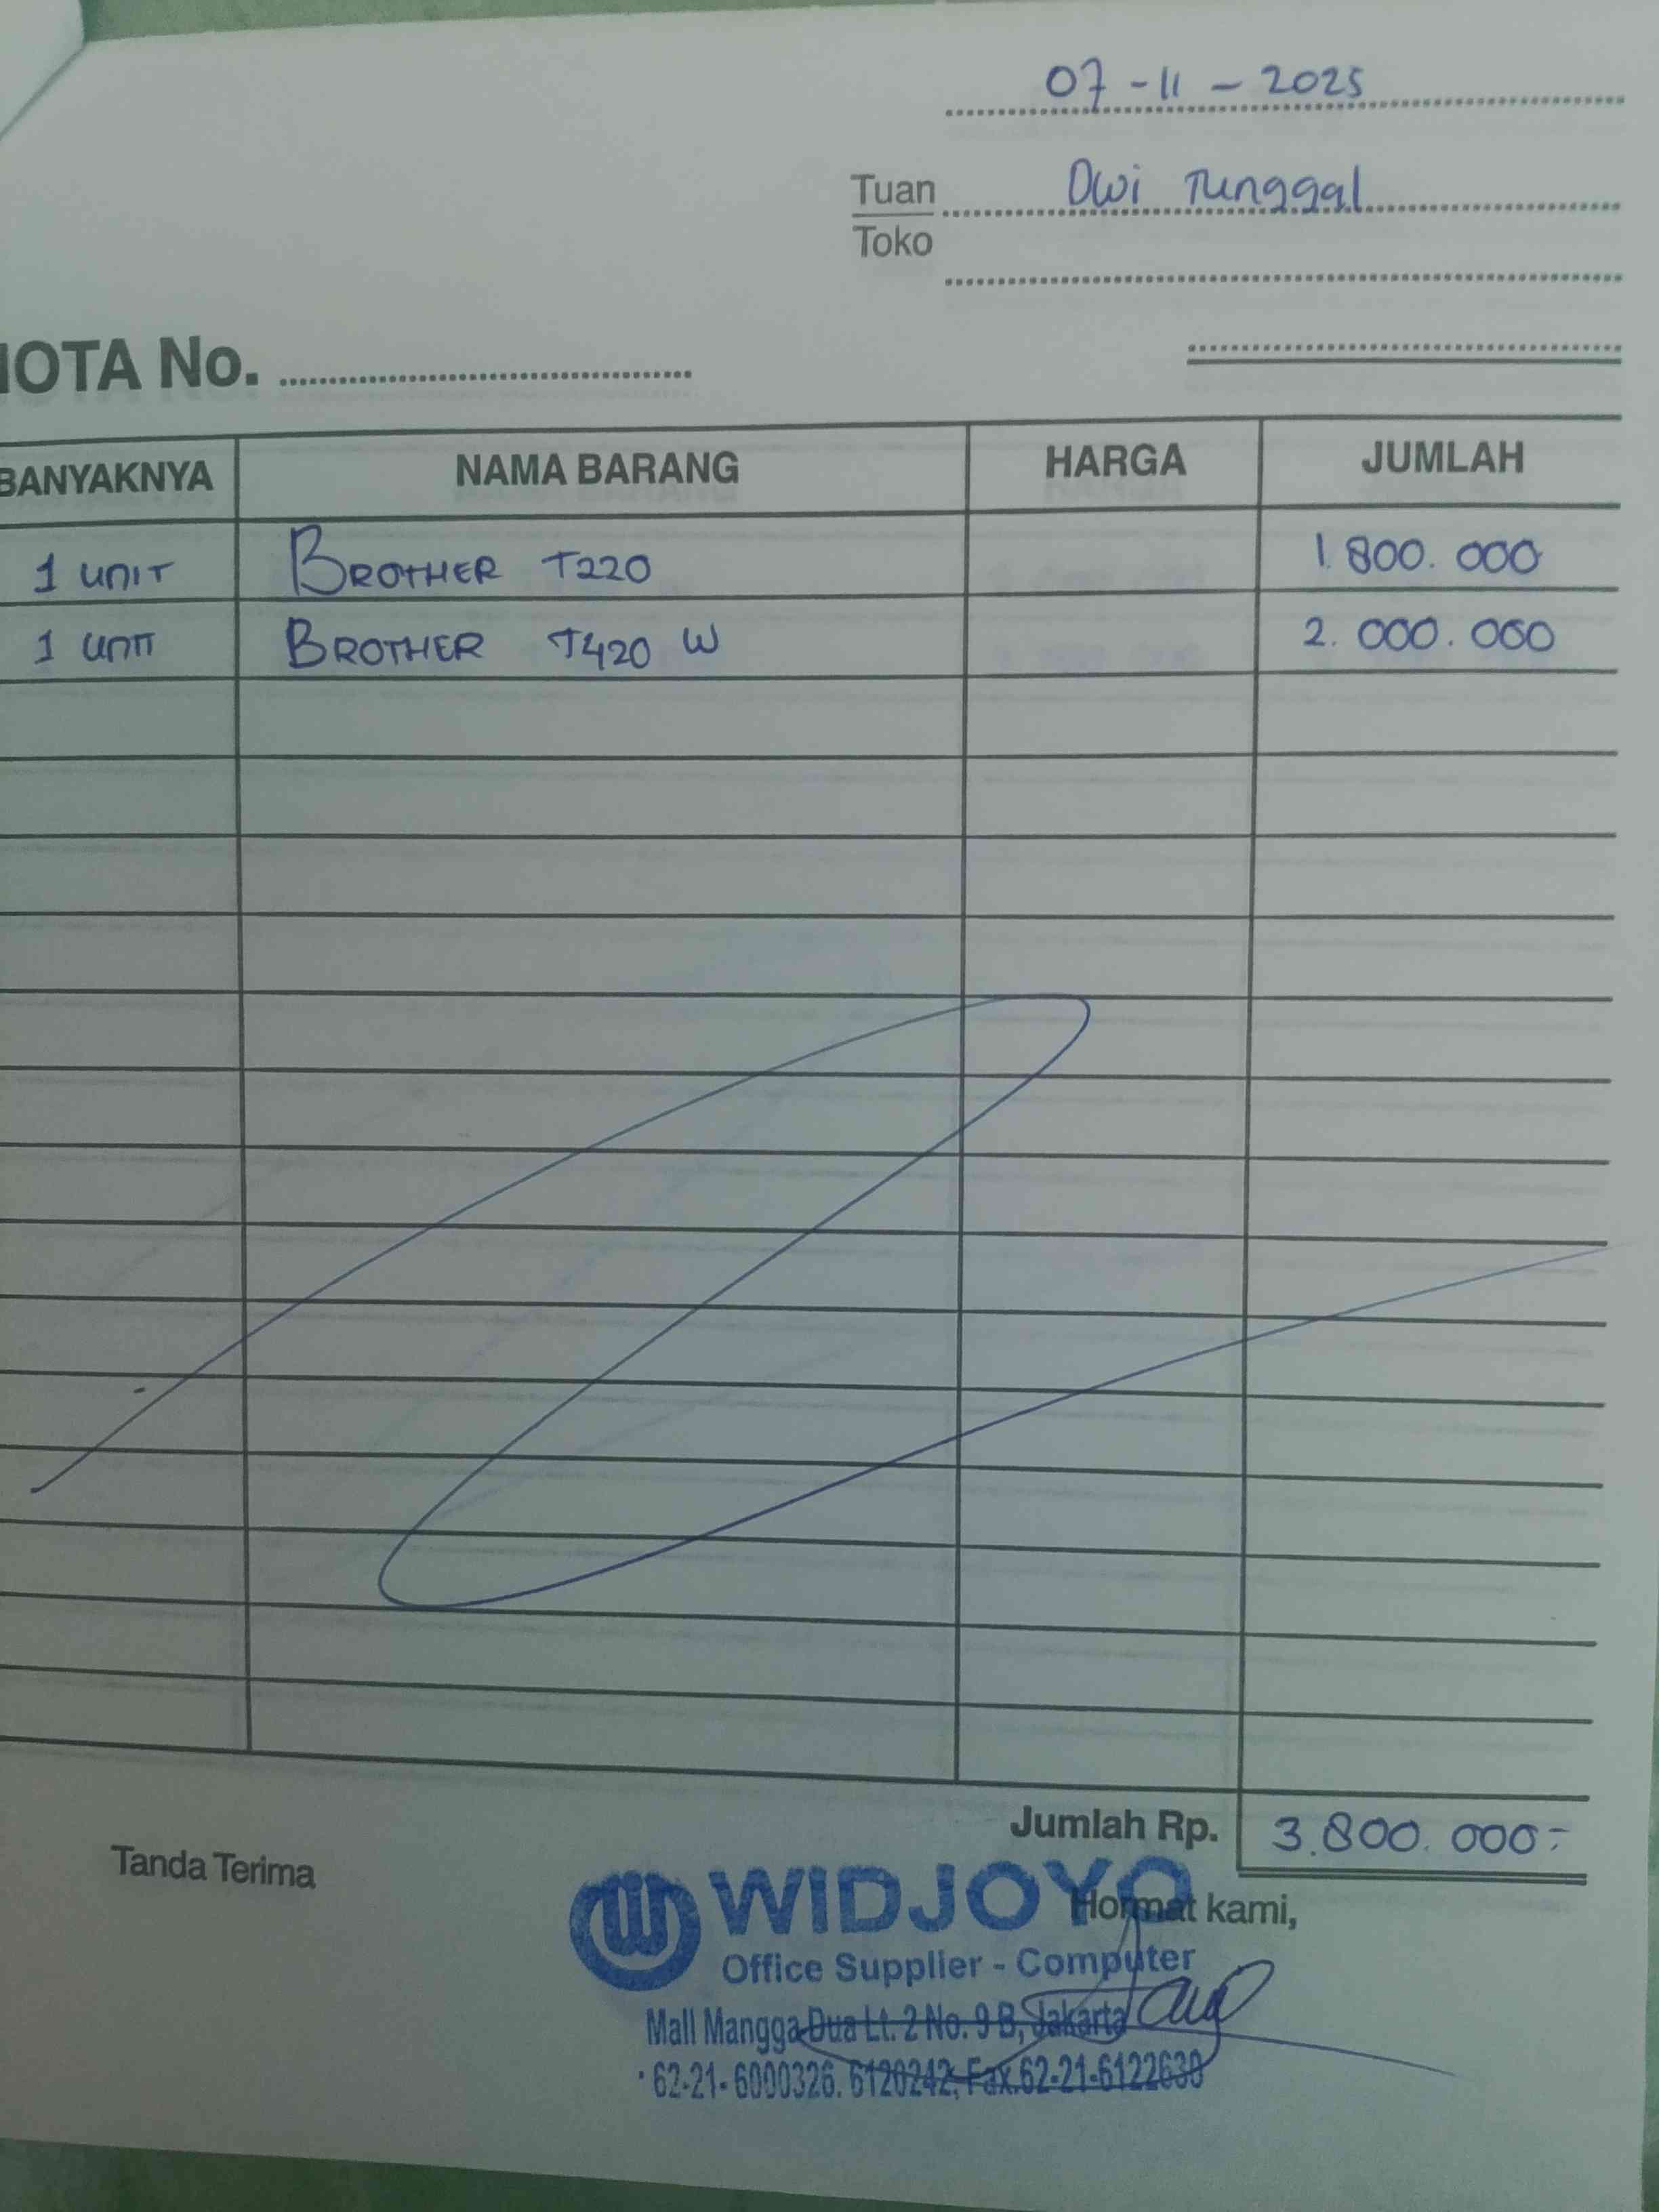 07-11-2025
Tuan Dwi Tunggal
Toko
NOTA No.
BANYAKNYA NAMA BARANG HARGA JUMLAH
1 UNIT BROTHER T220 1.800.000
1 UNIT BROTHER T420 W 2.000.000
Jumlah Rp. 3.800.000:-
Tanda Terima
Hormat kami,
WIDJOYO
Office Supplier - Computer
Mall Mangga Dua Lt. 2 No. 9 B, Jakarta
62-21-6000326. 6120242, Fax.62-21-6122630